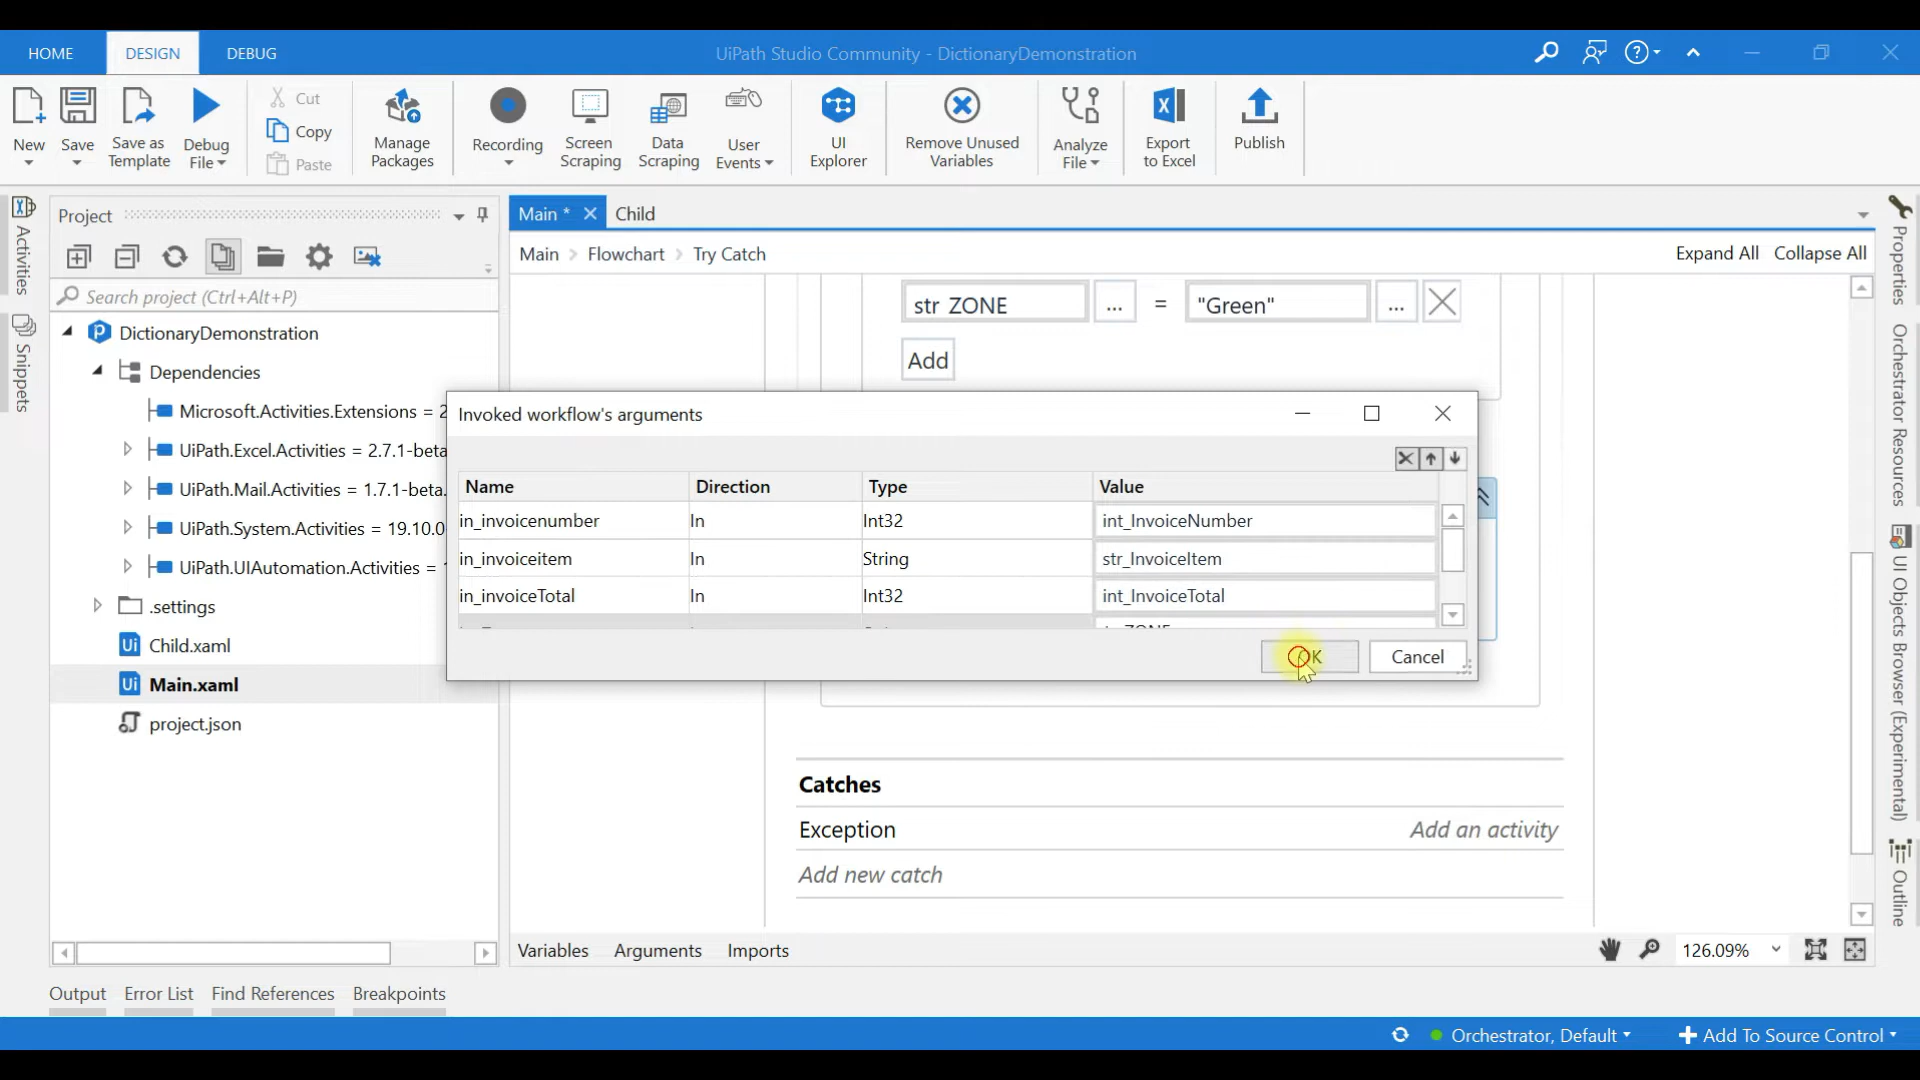 HOME DESIGN DEBUG UiPath Studio Community - DictionaryDemonstration
New Save Save as Template Debug File Cut Copy Paste Manage Packages Recording Screen Scraping Data Scraping User Events UI Explorer Remove Unused Variables Analyze File Export to Excel Publish
Activities
Snippets
Project
Search project (Ctrl+Alt+P)
DictionaryDemonstration
Dependencies
Microsoft.Activities.Extensions = 2
UiPath.Excel.Activities = 2.7.1-beta
UiPath.Mail.Activities = 1.7.1-beta.
UiPath.System.Activities = 19.10.0
UiPath.UIAutomation.Activities =
.settings
Child.xaml
Main.xaml
project.json
Main * Child
Main Flowchart Try Catch Expand All Collapse All
str ZONE ... = "Green" ...
Add
Invoked workflow's arguments
Name Direction Type Value
in_invoicenumber In Int32 int_InvoiceNumber
in_invoiceitem In String str_InvoiceItem
in_invoiceTotal In Int32 int_InvoiceTotal
OK Cancel
Catches
Exception Add an activity
Add new catch
Variables Arguments Imports 126.09%
Properties
Orchestrator Resources
UI Objects Browser (Experimental)
Outline
Output Error List Find References Breakpoints
Orchestrator, Default Add To Source Control